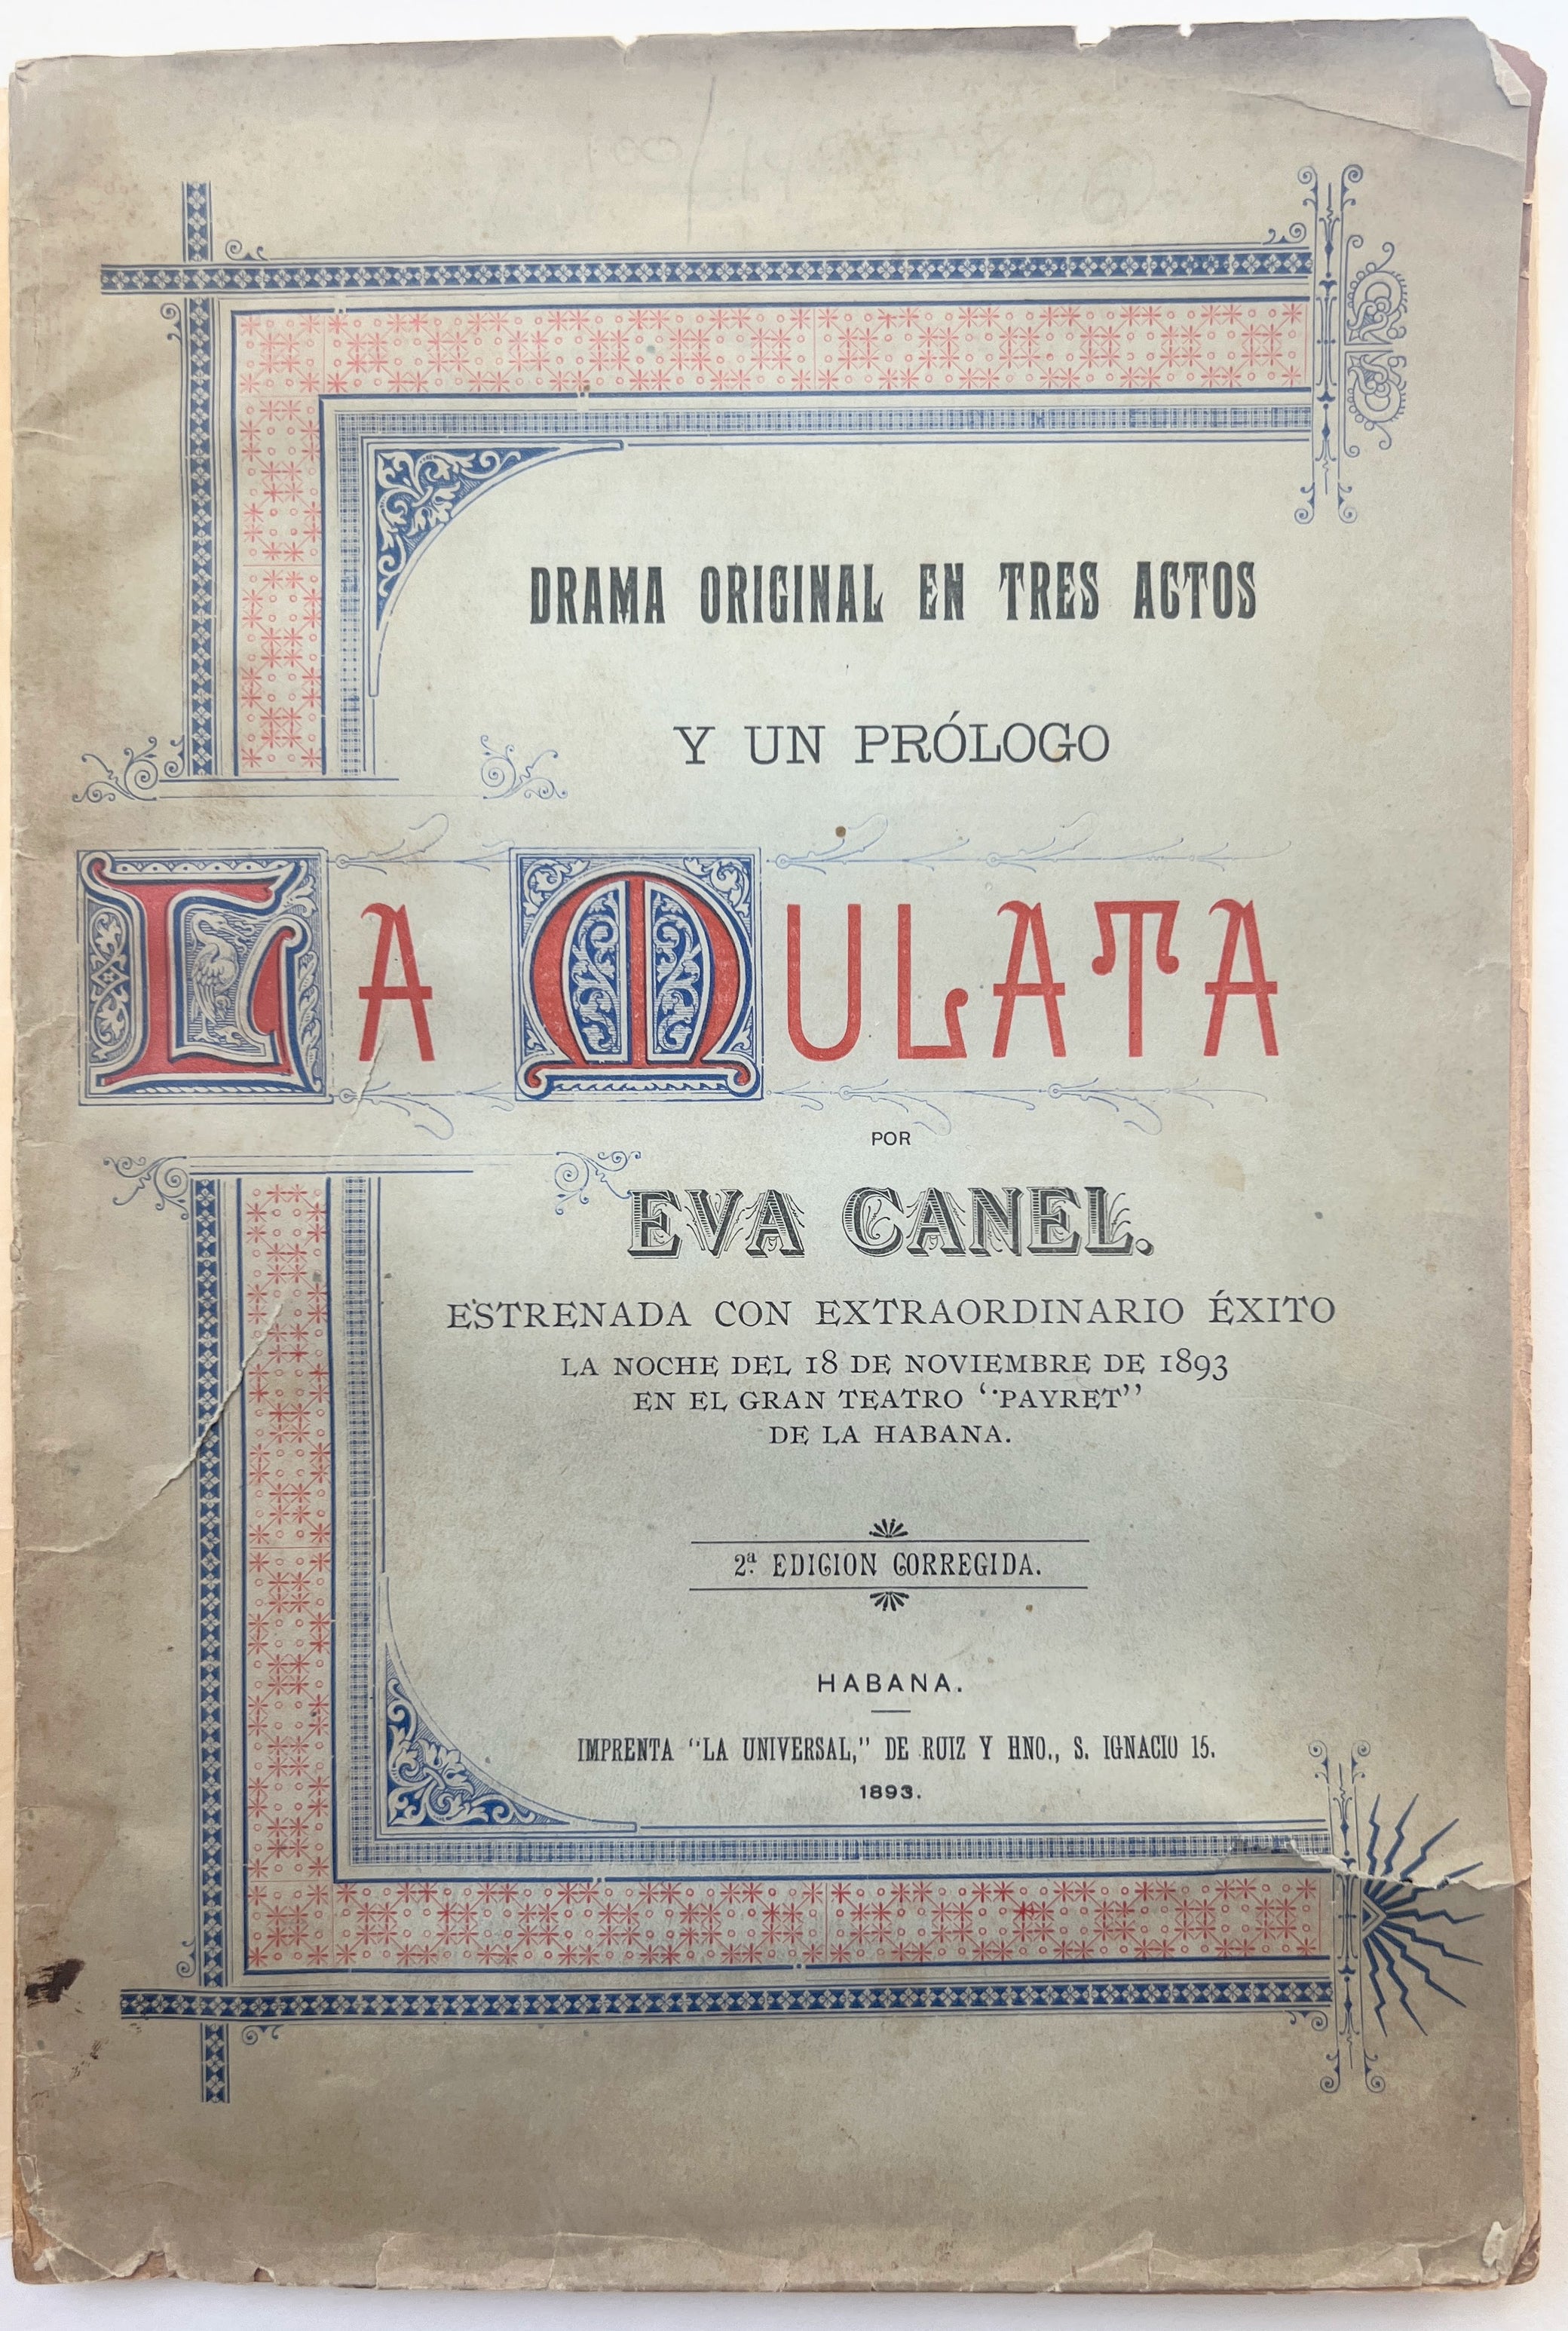 DRAMA ORIGINAL EN TRES ACTOS
Y UN PRÓLOGO
LA MULATA
POR
EVA CANEL.
ESTRENADA CON EXTRAORDINARIO ÉXITO
LA NOCHE DEL 18 DE NOVIEMBRE DE 1893
EN EL GRAN TEATRO “PAYRET”
DE LA HABANA.
2ª EDICION CORREGIDA.
HABANA.
IMPRENTA “LA UNIVERSAL,” DE RUIZ Y HNO., S. IGNACIO 15.
1893.